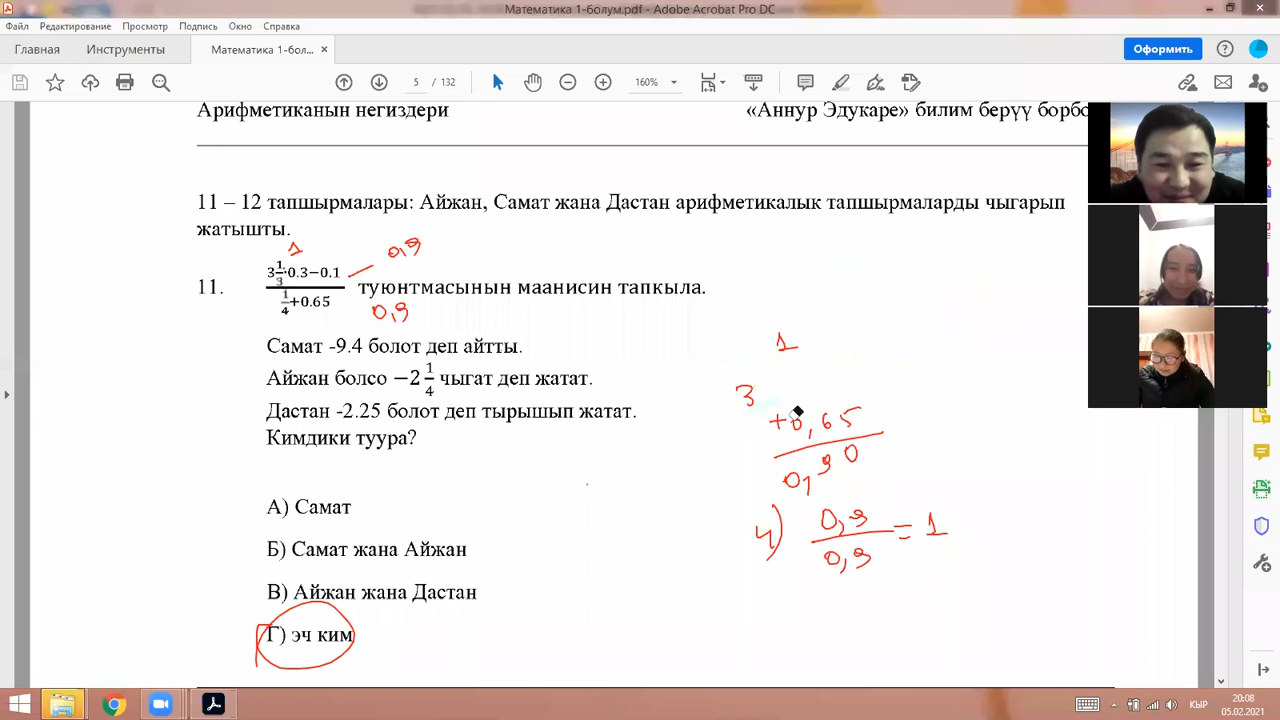 Математика 1-болум.pdf - Adobe Acrobat Pro DC
Файл Редактирование Просмотр Подпись Окно Справка
Главная Инструменты Математика 1-бол... × Оформить
5 / 132 160%
Арифметиканын негиздери «Аннур Эдукаре» билим берүү борбо
11 – 12 тапшырмалары: Айжан, Самат жана Дастан арифметикалык тапшырмаларды чыгарып
жатышты.
1 0,9
11. (3 1/3·0.3−0.1)/(1/4+0.65) туюнтмасынын маанисин тапкыла.
0,9
Самат -9.4 болот деп айтты.
1
Айжан болсо −2 1/4 чыгат деп жатат.
3
Дастан -2.25 болот деп тырышып жатат.
+0,65
Кимдики туура?
0,90
А) Самат
4) 0,9/0,9 = 1
Б) Самат жана Айжан
В) Айжан жана Дастан
Г) эч ким
КЫР
20:08
05.02.2021